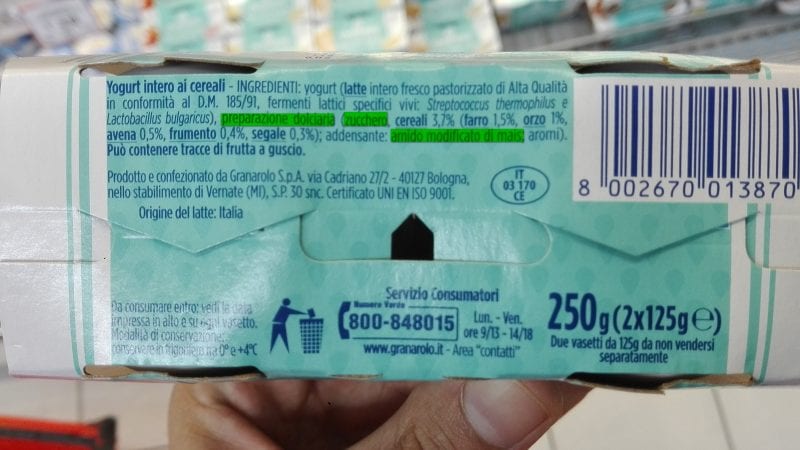 Yogurt intero ai cereali - INGREDIENTI: yogurt (latte intero fresco pastorizzato di Alta Qualità
in conformità al D.M. 185/91, fermenti lattici specifici vivi: Streptococcus thermophilus e
Lactobacillus bulgaricus), preparazione dolciaria (zucchero, cereali 3,7% (farro 1,5%, orzo 1%,
avena 0,5%, frumento 0,4%, segale 0,3%); addensante: amido modificato di mais; aromi).
Può contenere tracce di frutta a guscio.
Prodotto e confezionato da Granarolo S.p.A. via Cadriano 27/2 - 40127 Bologna,
nello stabilimento di Vernate (MI), S.P. 30 snc. Certificato UNI EN ISO 9001.
Origine del latte: Italia
IT
03 170
CE
8 002670 013870
Da consumare entro: vedi la data
impressa in alto e su ogni vasetto.
Modalità di conservazione:
conservare in frigorifero tra 0° e +4°C
Servizio Consumatori
Numero Verde
800-848015
Lun. - Ven.
ore 9/13 - 14/18
www.granarolo.it - Area "contatti"
250g (2x125g e)
Due vasetti da 125g da non vendersi
separatamente